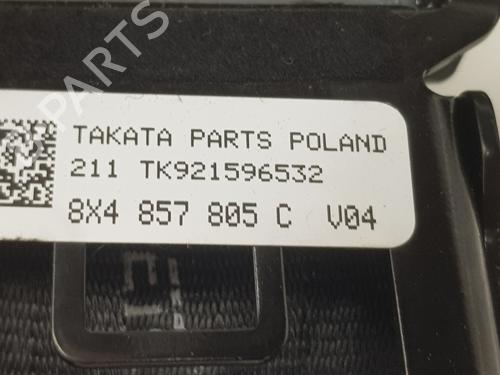 PARTS
TAKATA PARTS POLAND
211 TK921596532
8X4 857 805 C V04